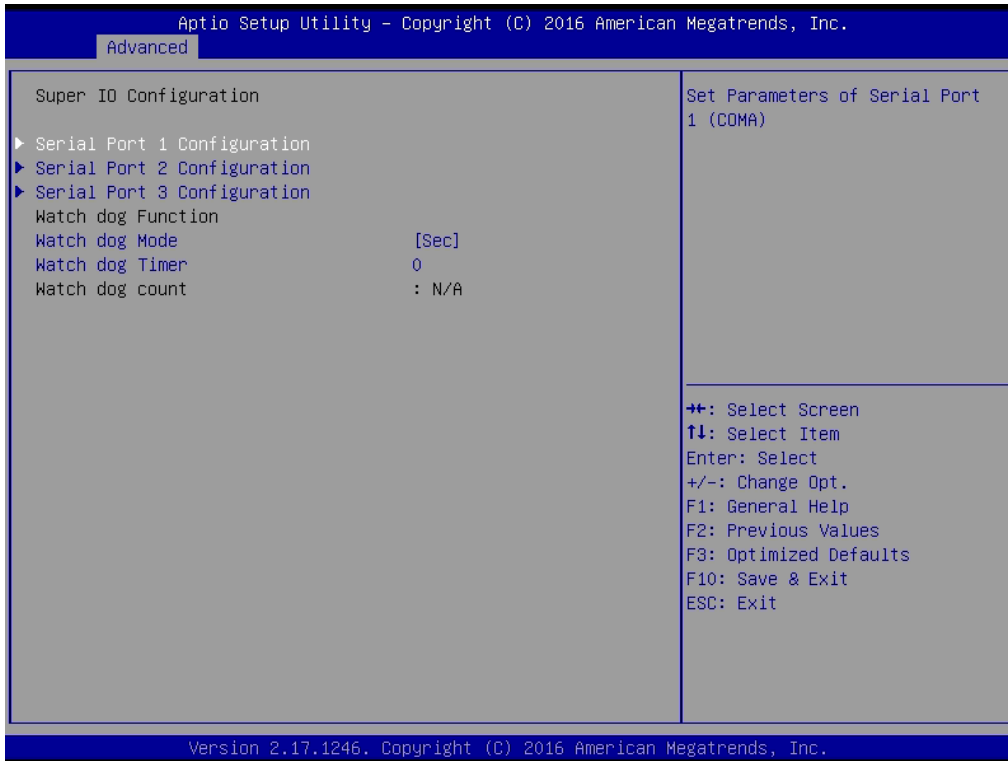 Aptio Setup Utility – Copyright (C) 2016 American Megatrends, Inc.
Advanced
Super IO Configuration
▶ Serial Port 1 Configuration
▶ Serial Port 2 Configuration
▶ Serial Port 3 Configuration
Watch dog Function
Watch dog Mode [Sec]
Watch dog Timer 0
Watch dog count : N/A
Set Parameters of Serial Port
1 (COMA)
→←: Select Screen
↑↓: Select Item
Enter: Select
+/-: Change Opt.
F1: General Help
F2: Previous Values
F3: Optimized Defaults
F10: Save & Exit
ESC: Exit
Version 2.17.1246. Copyright (C) 2016 American Megatrends, Inc.